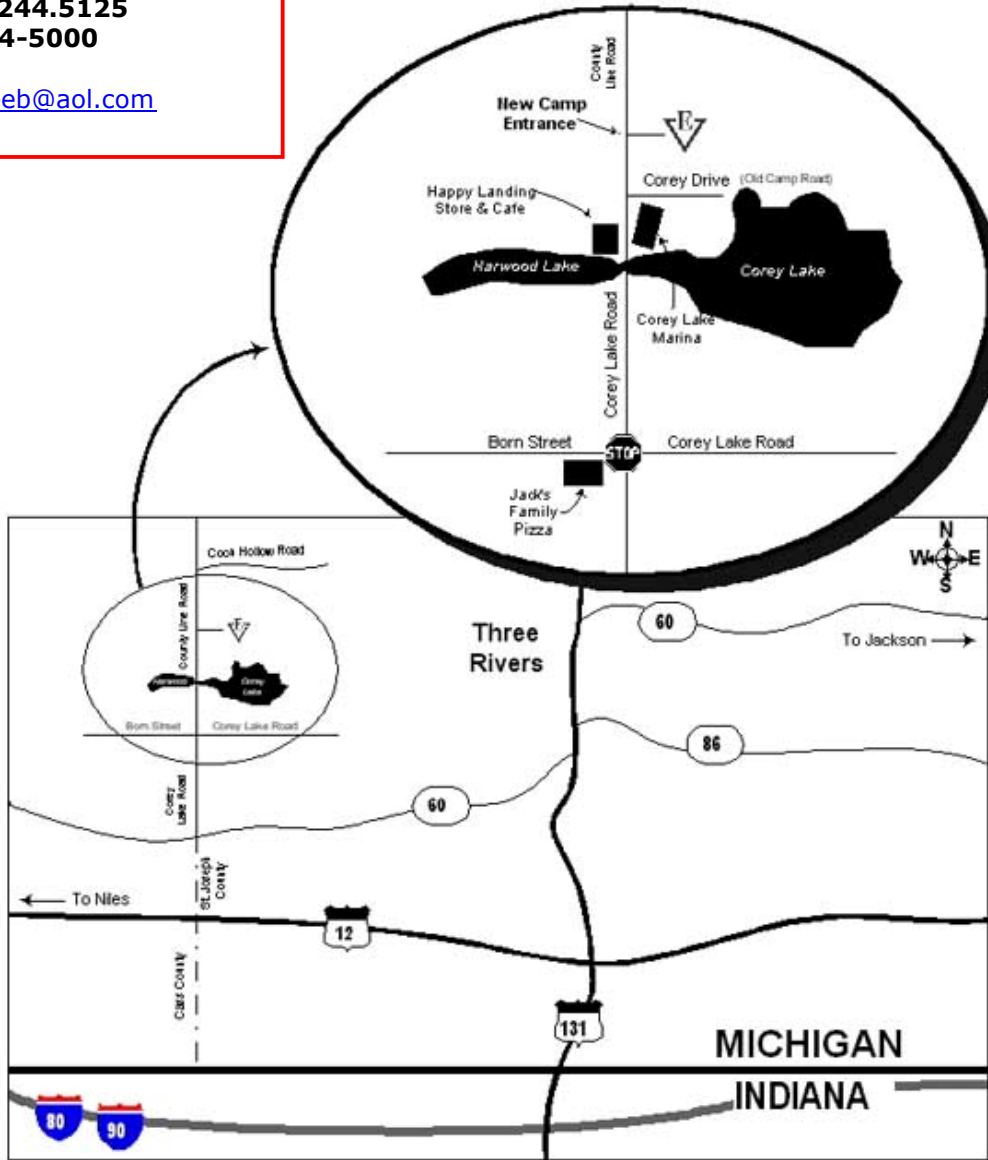 244.5125
4-5000
eb@aol.com
County
Line Road
New Camp
Entrance
E
Corey Drive (Old Camp Road)
Happy Landing
Store & Cafe
Harwood Lake
Corey Lake
Corey Lake Road
Corey Lake
Marina
Born Street
STOP
Corey Lake Road
Jack's
Family
Pizza
N
W E
S
Cook Hollow Road
County Line Road
E
Harwood
Corey
Lake
Born Street
Corey Lake Road
Three
Rivers
60
To Jackson
86
Corey
Lake Road
60
St. Joseph
County
To Niles
12
Cass County
131
MICHIGAN
INDIANA
80
90